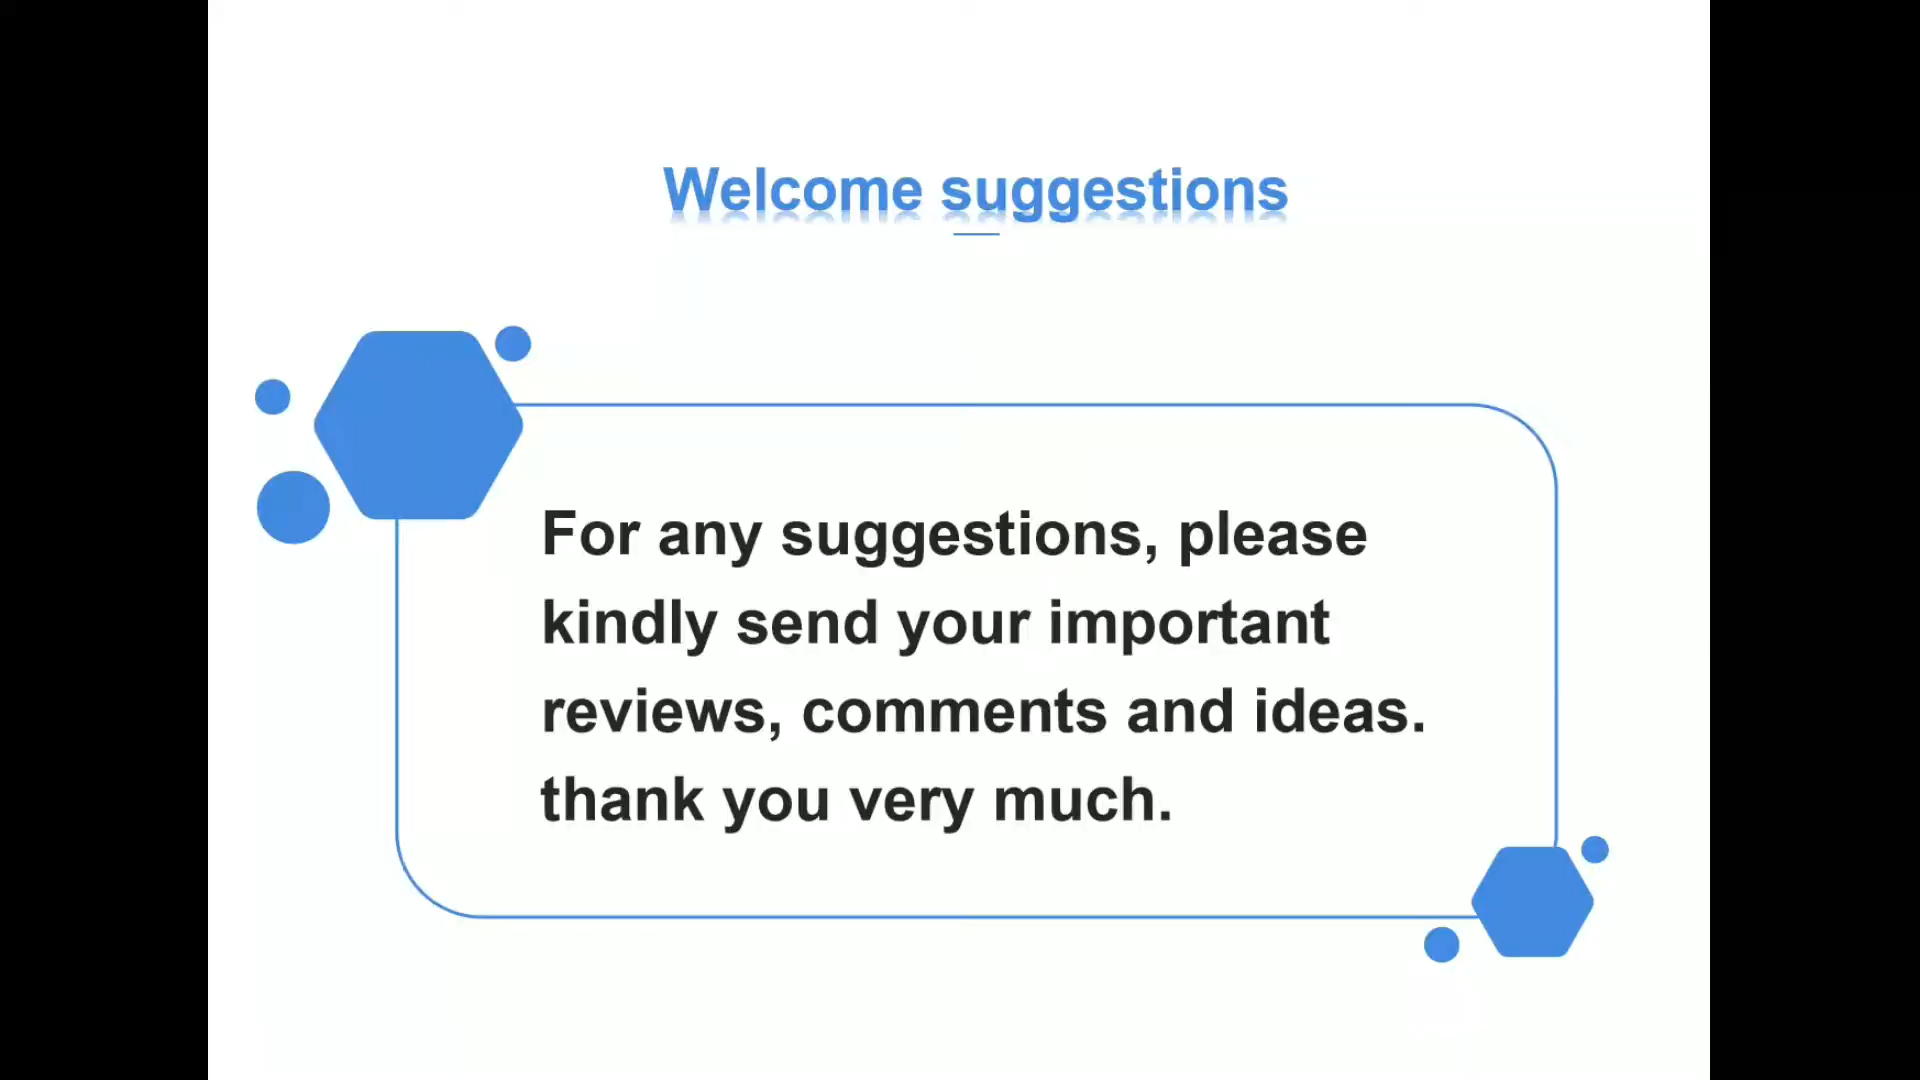 Welcome suggestions
For any suggestions, please
kindly send your important
reviews, comments and ideas.
thank you very much.